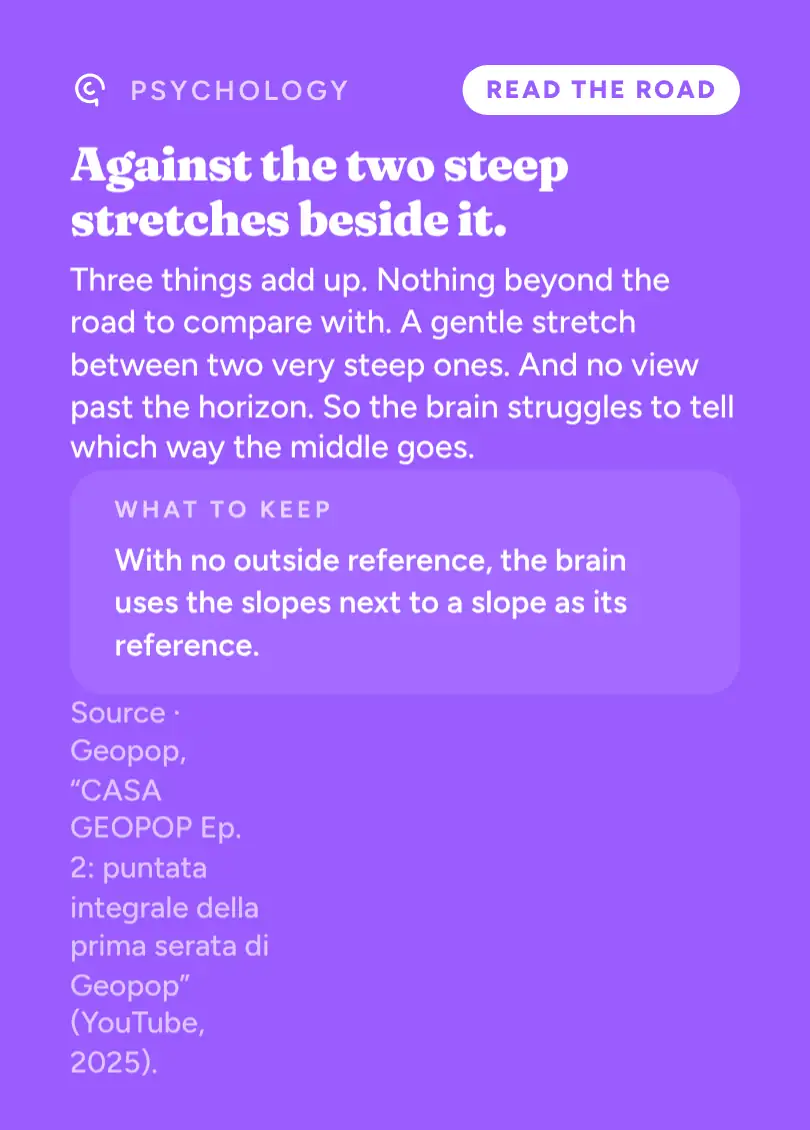 PSYCHOLOGY
READ THE ROAD
Against the two steep
stretches beside it.
Three things add up. Nothing beyond the
road to compare with. A gentle stretch
between two very steep ones. And no view
past the horizon. So the brain struggles to tell
which way the middle goes.
WHAT TO KEEP
With no outside reference, the brain
uses the slopes next to a slope as its
reference.
Source ·
Geopop,
“CASA
GEOPOP Ep.
2: puntata
integrale della
prima serata di
Geopop”
(YouTube,
2025).